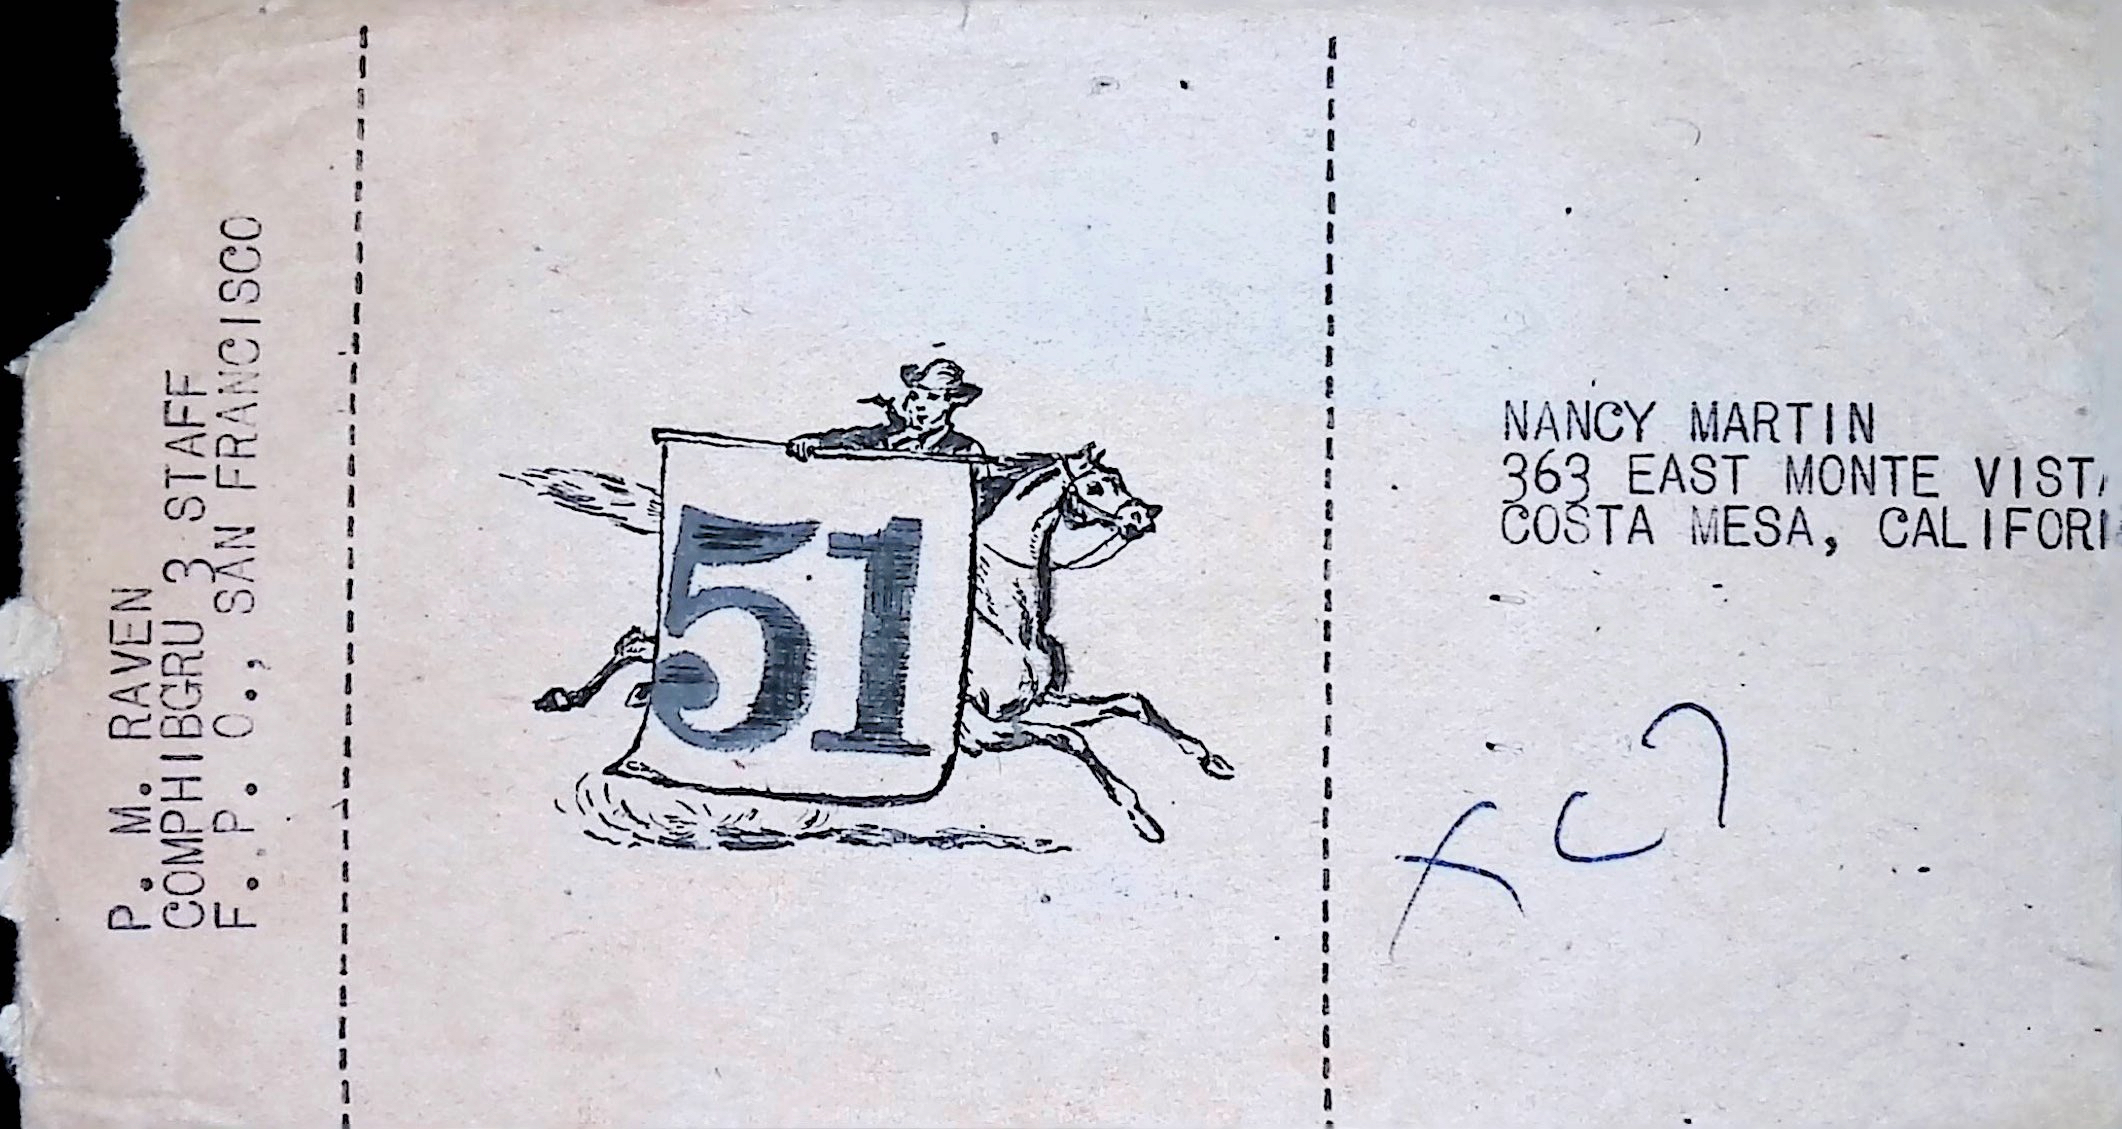 P. M. RAVEN
COMPHIBGRU 3 STAFF
F. P. O., SAN FRANCISCO
51
NANCY MARTIN
363 EAST MONTE VIST
COSTA MESA, CALIFOR